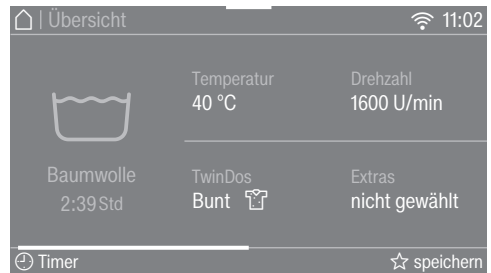 | Übersicht
11:02
Temperatur
40 °C
Drehzahl
1600 U/min
Baumwolle
2:39 Std
TwinDos
Bunt
Extras
nicht gewählt
Timer
speichern